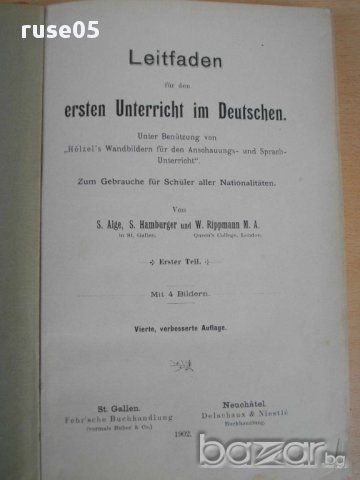 ruse05
Leitfaden
für den
ersten Unterricht im Deutschen.
Unter Benützung von
„Hölzel's Wandbildern für den Anschauungs- und Sprach-
Unterricht“.
Zum Gebrauche für Schüler aller Nationalitäten.
Von
S. Alge, S. Hamburger und W. Rippmann M. A.
in St. Gallen. Queen's College, London.
Erster Teil.
Mit 4 Bildern.
Vierte, verbesserte Auflage.
St. Gallen. Neuchâtel.
Fehr'sche Buchhandlung Delachaux & Niestlé
(vormals Huber & Co.) Buchhandlung.
1902.
bazar.bg